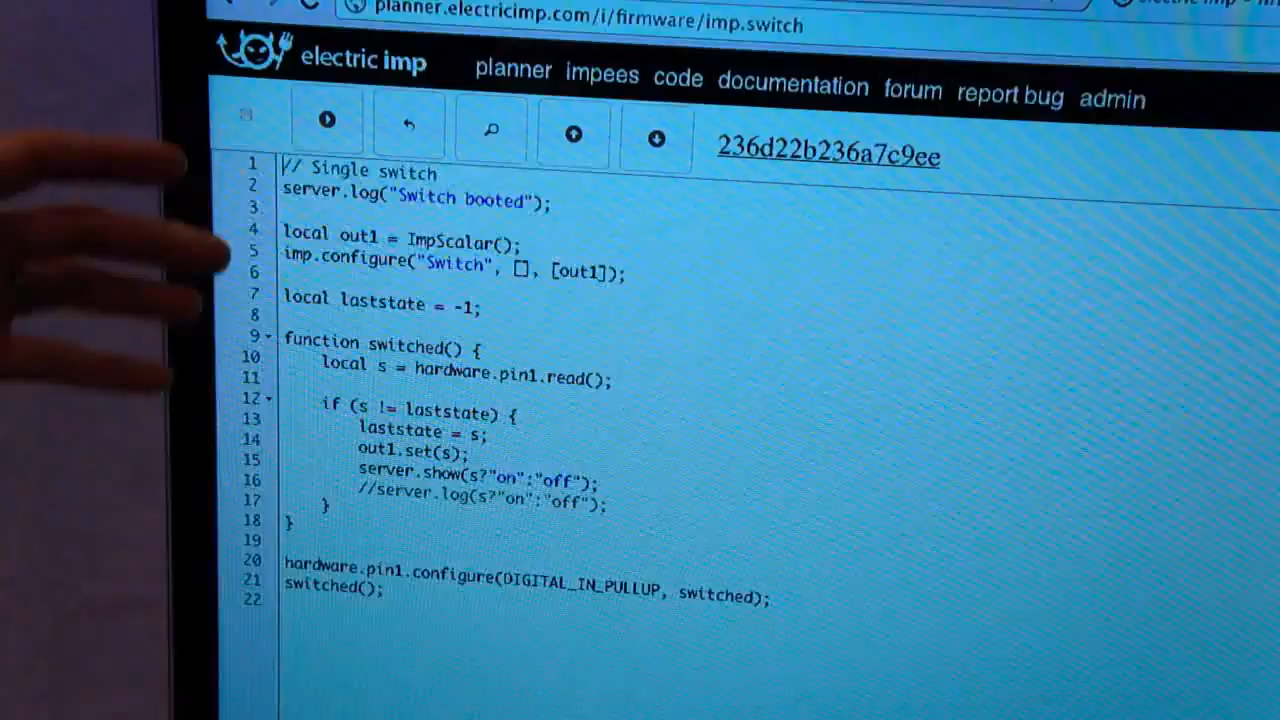 planner.electricimp.com/i/firmware/imp.switch
electric imp planner impees code documentation forum report bug admin
236d22b236a7c9ee
1 // Single switch
2 server.log("Switch booted");
3
4 local out1 = ImpScalar();
5 imp.configure("Switch", [], [out1]);
6
7 local laststate = -1;
8
9 function switched() {
10 local s = hardware.pin1.read();
11
12 if (s != laststate) {
13 laststate = s;
14 out1.set(s);
15 server.show(s?"on":"off");
16 //server.log(s?"on":"off");
17 }
18 }
19
20 hardware.pin1.configure(DIGITAL_IN_PULLUP, switched);
21 switched();
22